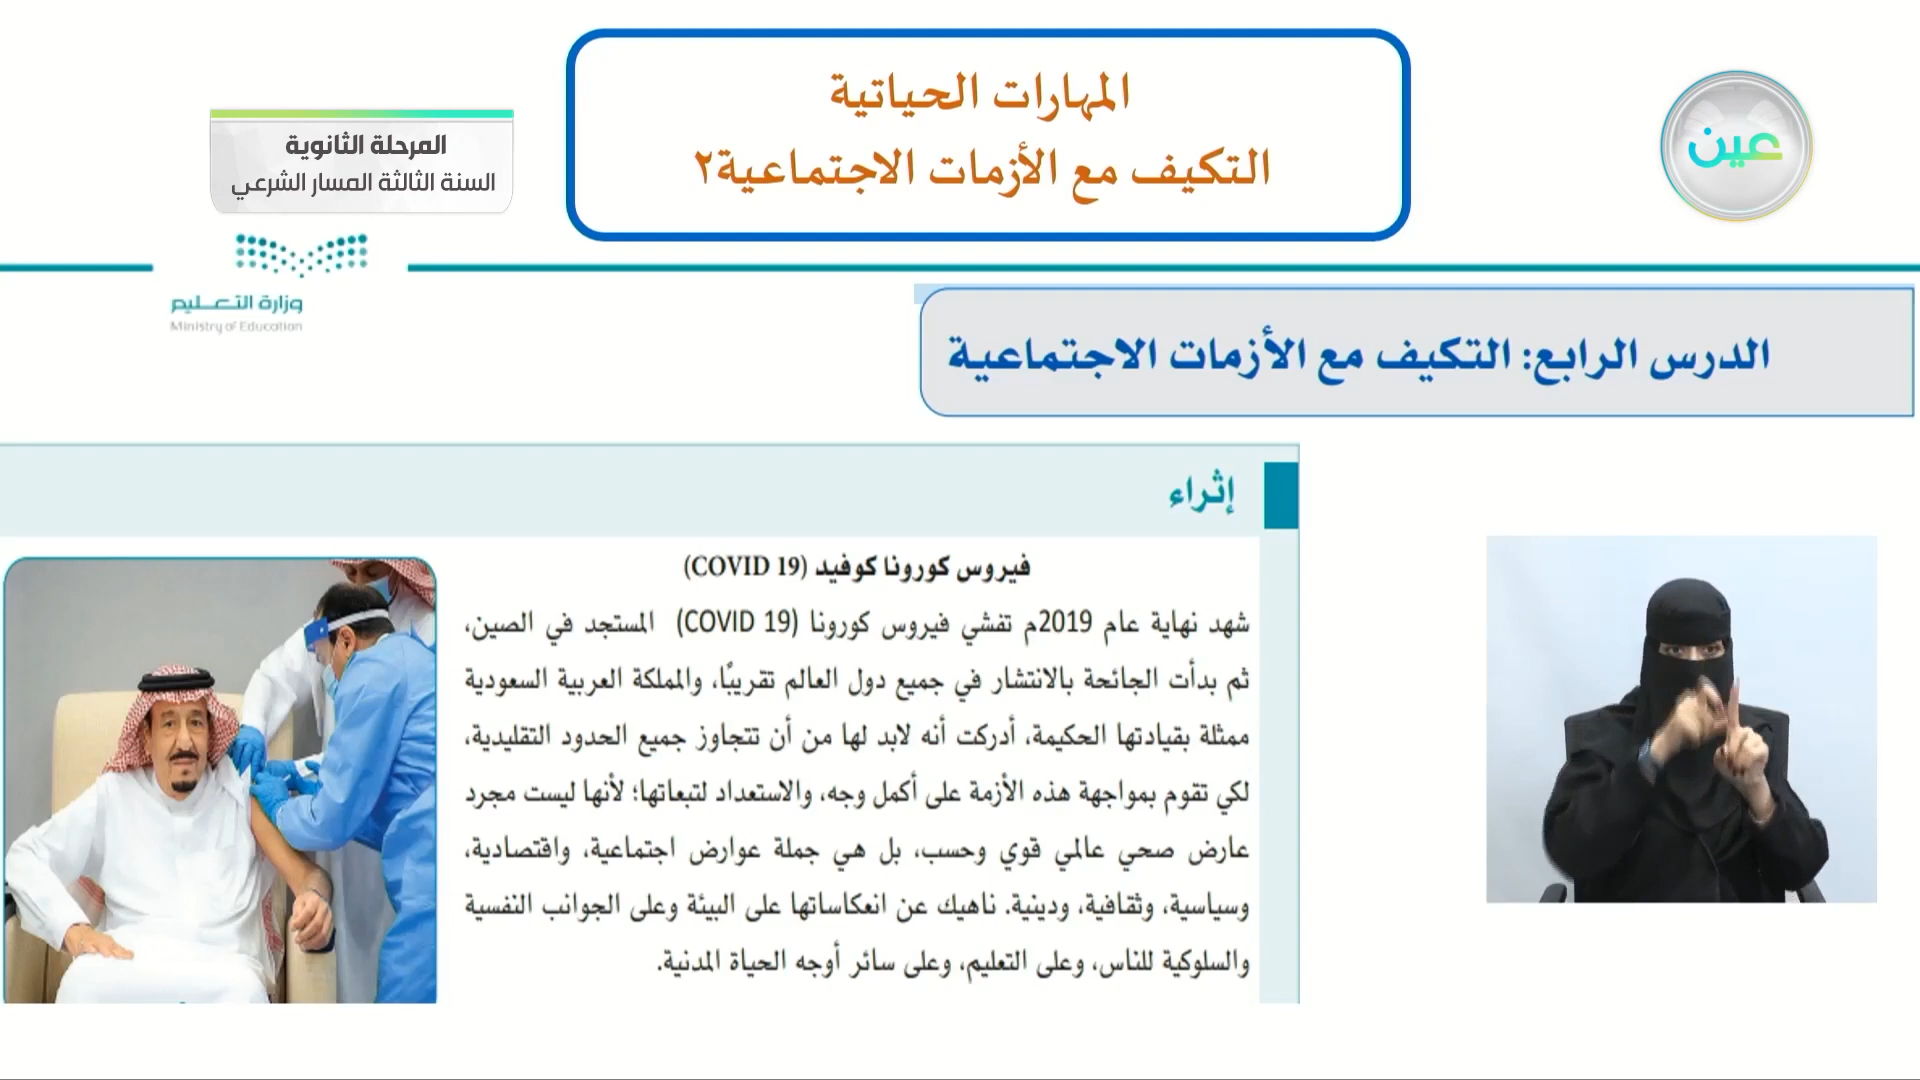 المهارات الحياتية
التكيف مع الأزمات الاجتماعية٢
عين
المرحلة الثانوية
السنة الثالثة المسار الشرعي
وزارة التعليم
Ministry of Education
الدرس الرابع: التكيف مع الأزمات الاجتماعية
إثراء
فيروس كورونا كوفيد (COVID 19)
شهد نهاية عام 2019م تفشي فيروس كورونا (COVID 19) المستجد في الصين،
ثم بدأت الجائحة بالانتشار في جميع دول العالم تقريبًا، والمملكة العربية السعودية
ممثلة بقيادتها الحكيمة، أدركت أنه لابد لها من أن تتجاوز جميع الحدود التقليدية،
لكي تقوم بمواجهة هذه الأزمة على أكمل وجه، والاستعداد لتبعاتها؛ لأنها ليست مجرد
عارض صحي عالمي قوي وحسب، بل هي جملة عوارض اجتماعية، واقتصادية،
وسياسية، وثقافية، ودينية. ناهيك عن انعكاساتها على البيئة وعلى الجوانب النفسية
والسلوكية للناس، وعلى التعليم، وعلى سائر أوجه الحياة المدنية.